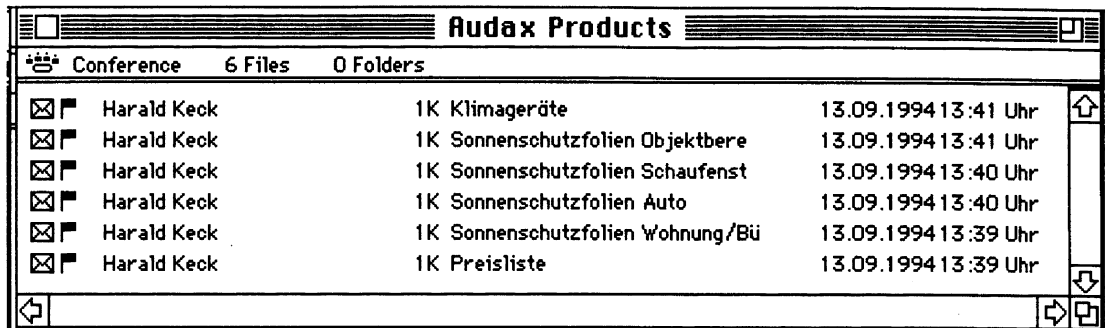 Audax Products
Conference 6 Files 0 Folders
Harald Keck 1K Klimageräte 13.09.1994 13:41 Uhr
Harald Keck 1K Sonnenschutzfolien Objektbere 13.09.1994 13:41 Uhr
Harald Keck 1K Sonnenschutzfolien Schaufenst 13.09.1994 13:40 Uhr
Harald Keck 1K Sonnenschutzfolien Auto 13.09.1994 13:40 Uhr
Harald Keck 1K Sonnenschutzfolien Wohnung/Bü 13.09.1994 13:39 Uhr
Harald Keck 1K Preisliste 13.09.1994 13:39 Uhr